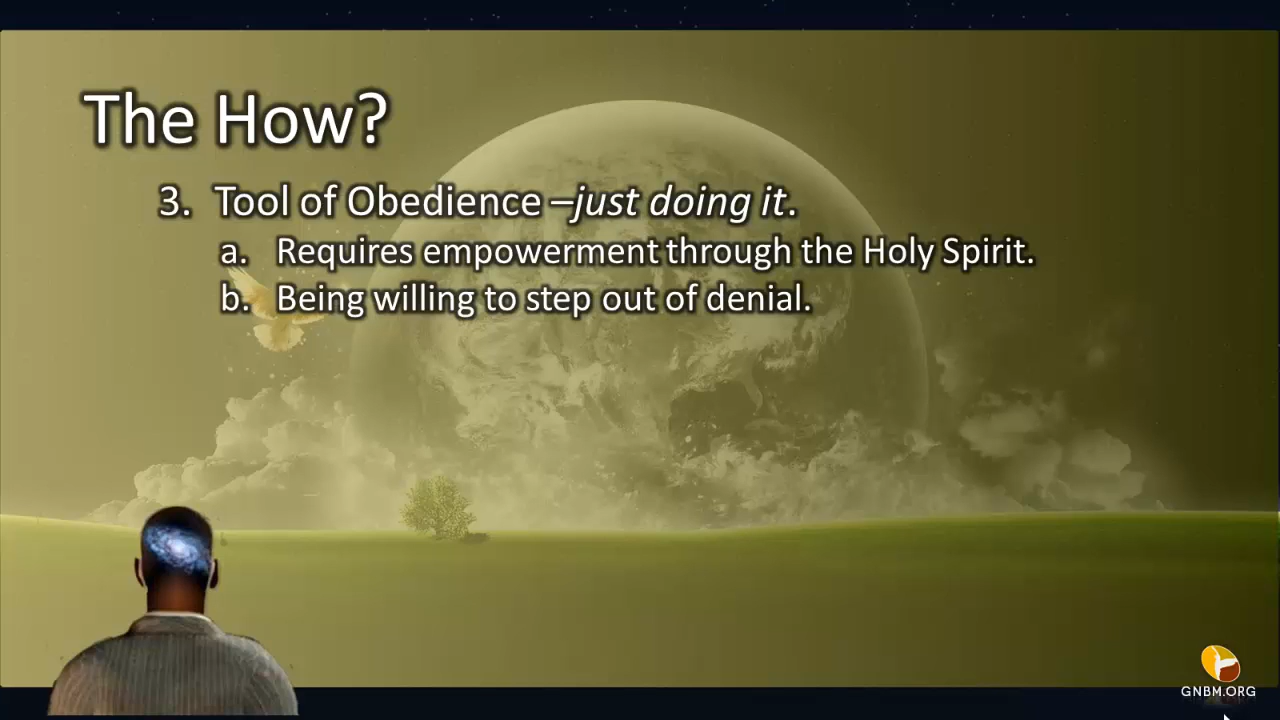 The How?
3. Tool of Obedience –just doing it.
a. Requires empowerment through the Holy Spirit.
b. Being willing to step out of denial.
GNBM.ORG